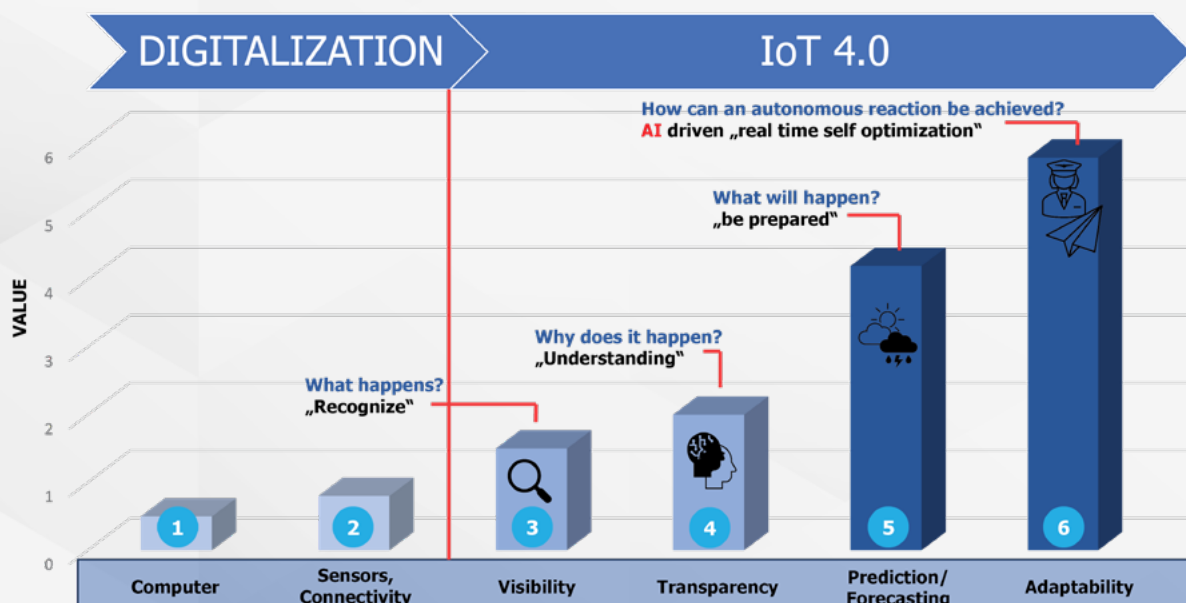 DIGITALIZATION
IoT 4.0
How can an autonomous reaction be achieved?
AI driven „real time self optimization“
What will happen?
„be prepared“
Why does it happen?
„Understanding“
What happens?
„Recognize“
VALUE
6
5
4
3
2
1
0
1
2
3
4
5
6
Computer
Sensors,
Connectivity
Visibility
Transparency
Prediction/
Forecasting
Adaptability